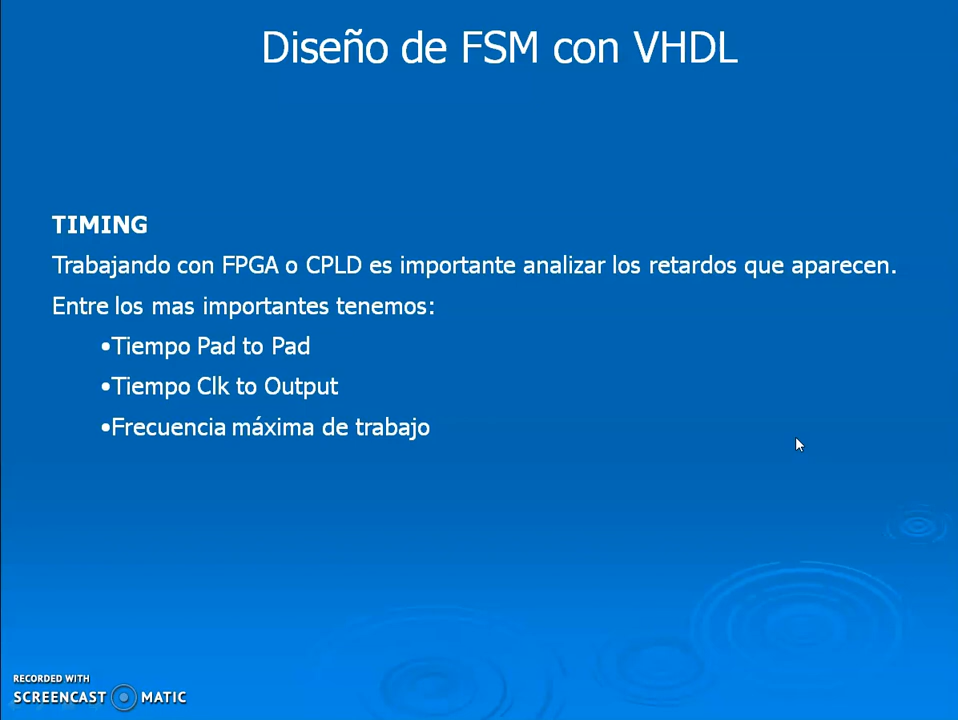 Diseño de FSM con VHDL
TIMING
Trabajando con FPGA o CPLD es importante analizar los retardos que aparecen.
Entre los mas importantes tenemos:
•Tiempo Pad to Pad
•Tiempo Clk to Output
•Frecuencia máxima de trabajo
RECORDED WITH
SCREENCAST MATIC